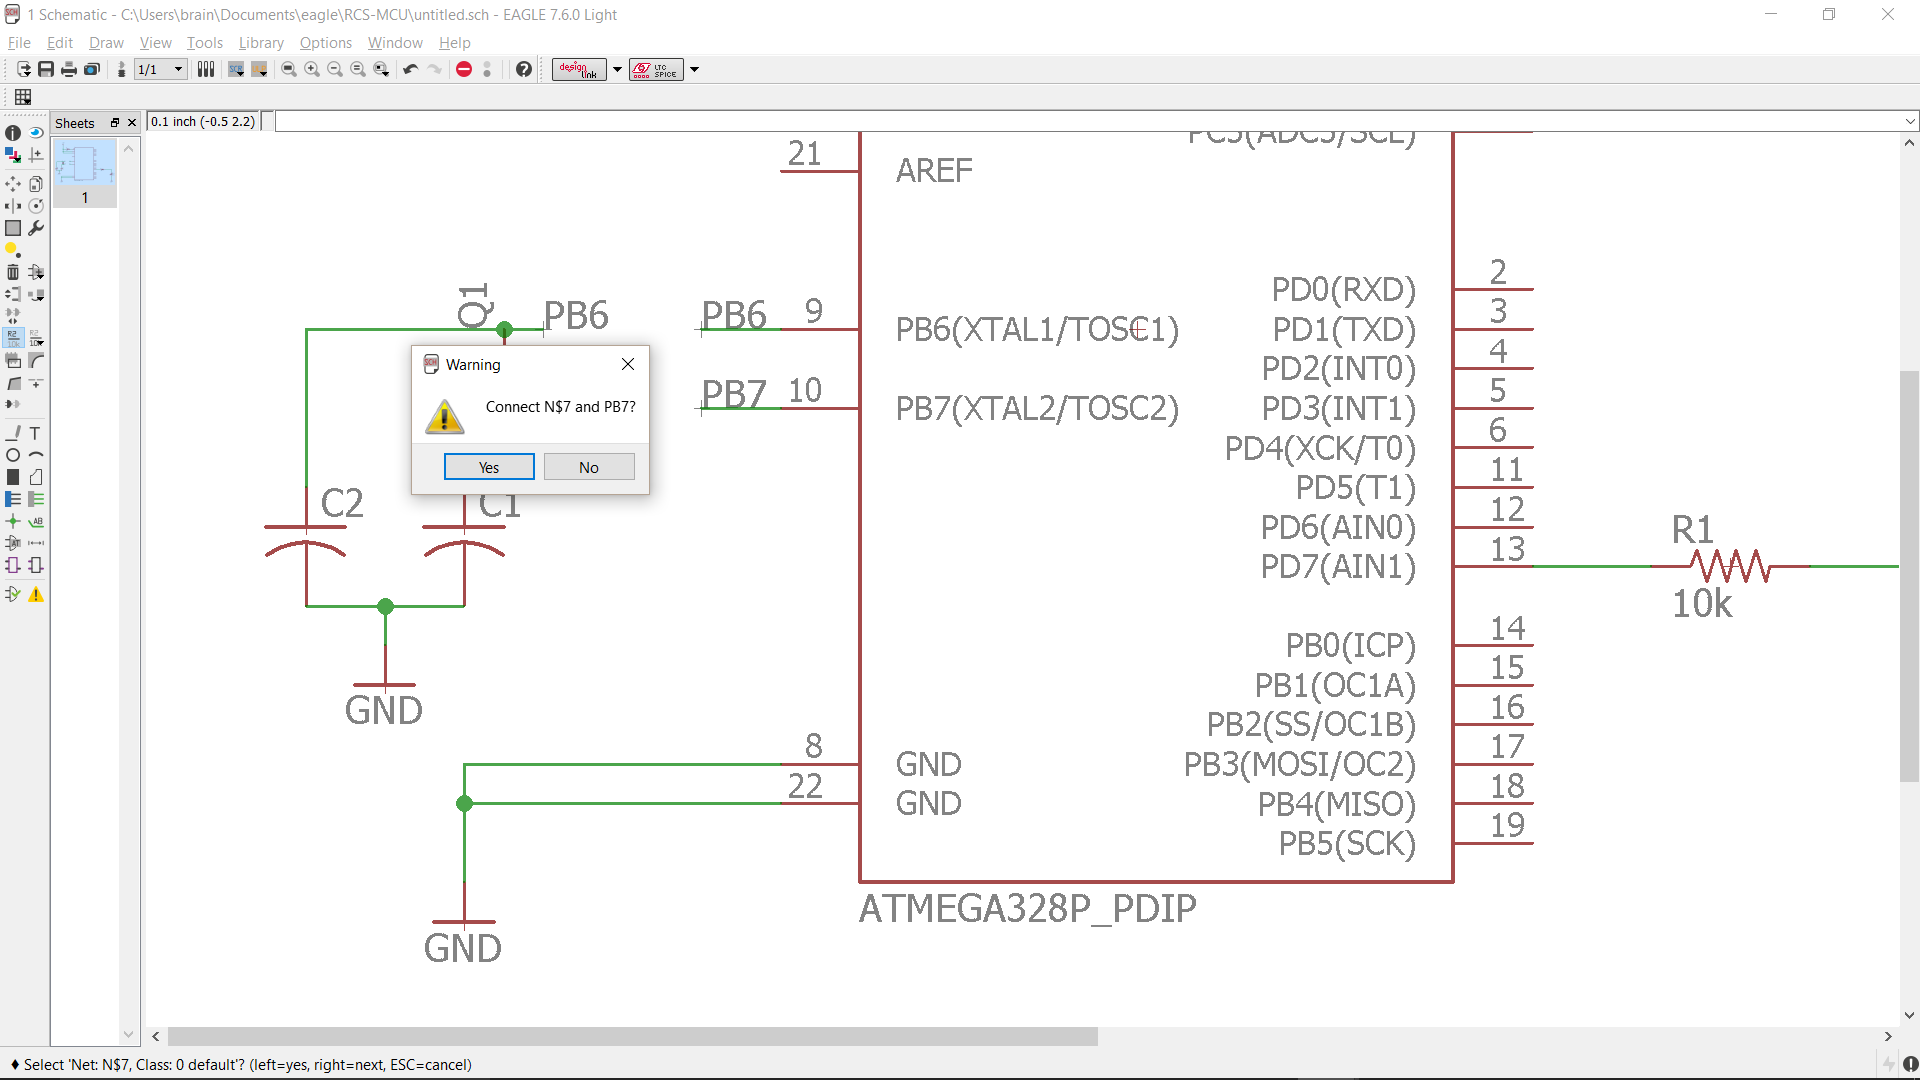 1 Schematic - C:\Users\brain\Documents\eagle\RCS-MCU\untitled.sch - EAGLE 7.6.0 Light
File Edit Draw View Tools Library Options Window Help
1/1
SCR
design link
LTC SPICE
Sheets
0.1 inch (-0.5 2.2)
1
PC5(ADC5/SCL)
21
AREF
2
PD0(RXD)
Q1
PB6
PB6
9
PB6(XTAL1/TOSC1)
3
PD1(TXD)
4
PD2(INT0)
Warning
Connect N$7 and PB7?
Yes
No
PB7
10
PB7(XTAL2/TOSC2)
5
PD3(INT1)
6
PD4(XCK/T0)
11
PD5(T1)
C2
C1
12
PD6(AIN0)
13
PD7(AIN1)
R1
10k
14
PB0(ICP)
15
PB1(OC1A)
GND
16
PB2(SS/OC1B)
8
GND
17
PB3(MOSI/OC2)
22
GND
18
PB4(MISO)
19
PB5(SCK)
ATMEGA328P_PDIP
GND
Select 'Net: N$7, Class: 0 default'? (left=yes, right=next, ESC=cancel)